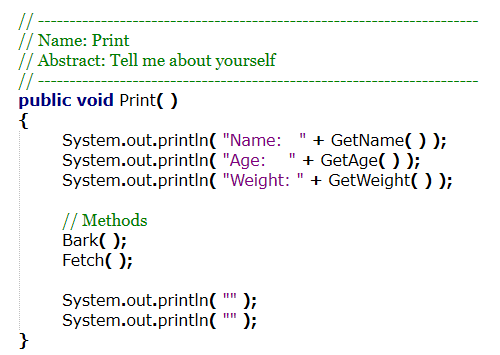 // ----------------------------------------------------------------------
// Name: Print
// Abstract: Tell me about yourself
// ----------------------------------------------------------------------
public void Print( )
{
System.out.println( "Name:   " + GetName( ) );
System.out.println( "Age:    " + GetAge( ) );
System.out.println( "Weight: " + GetWeight( ) );
// Methods
Bark( );
Fetch( );
System.out.println( "" );
System.out.println( "" );
}